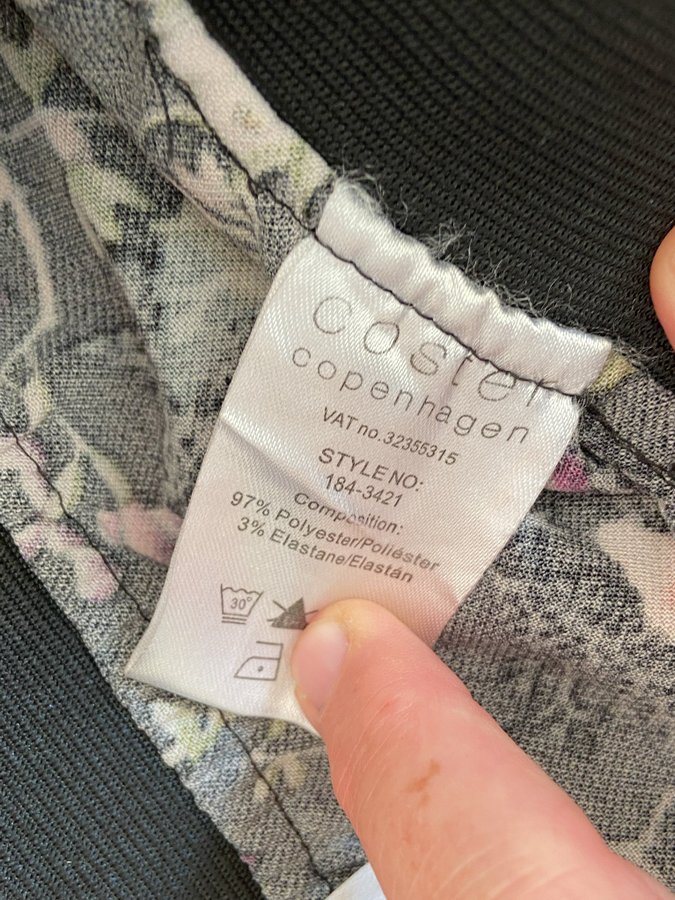 coster
copenhagen
VAT no.32355315
STYLE NO:
184-3421
Composition:
97% Polyester/Poliéster
3% Elastane/Elastán
30°